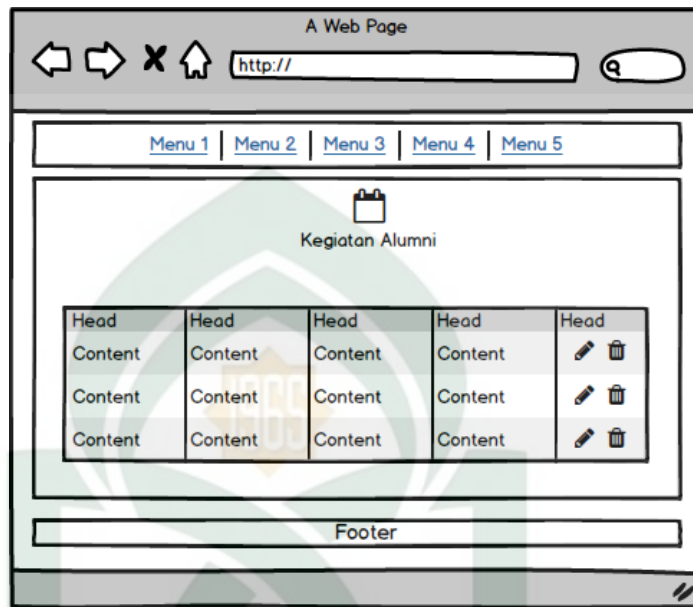 A Web Page
http://
Menu 1 | Menu 2 | Menu 3 | Menu 4 | Menu 5
Kegiatan Alumni
Head Head Head Head Head
Content Content Content Content
Content Content Content Content
Content Content Content Content
1965
Footer